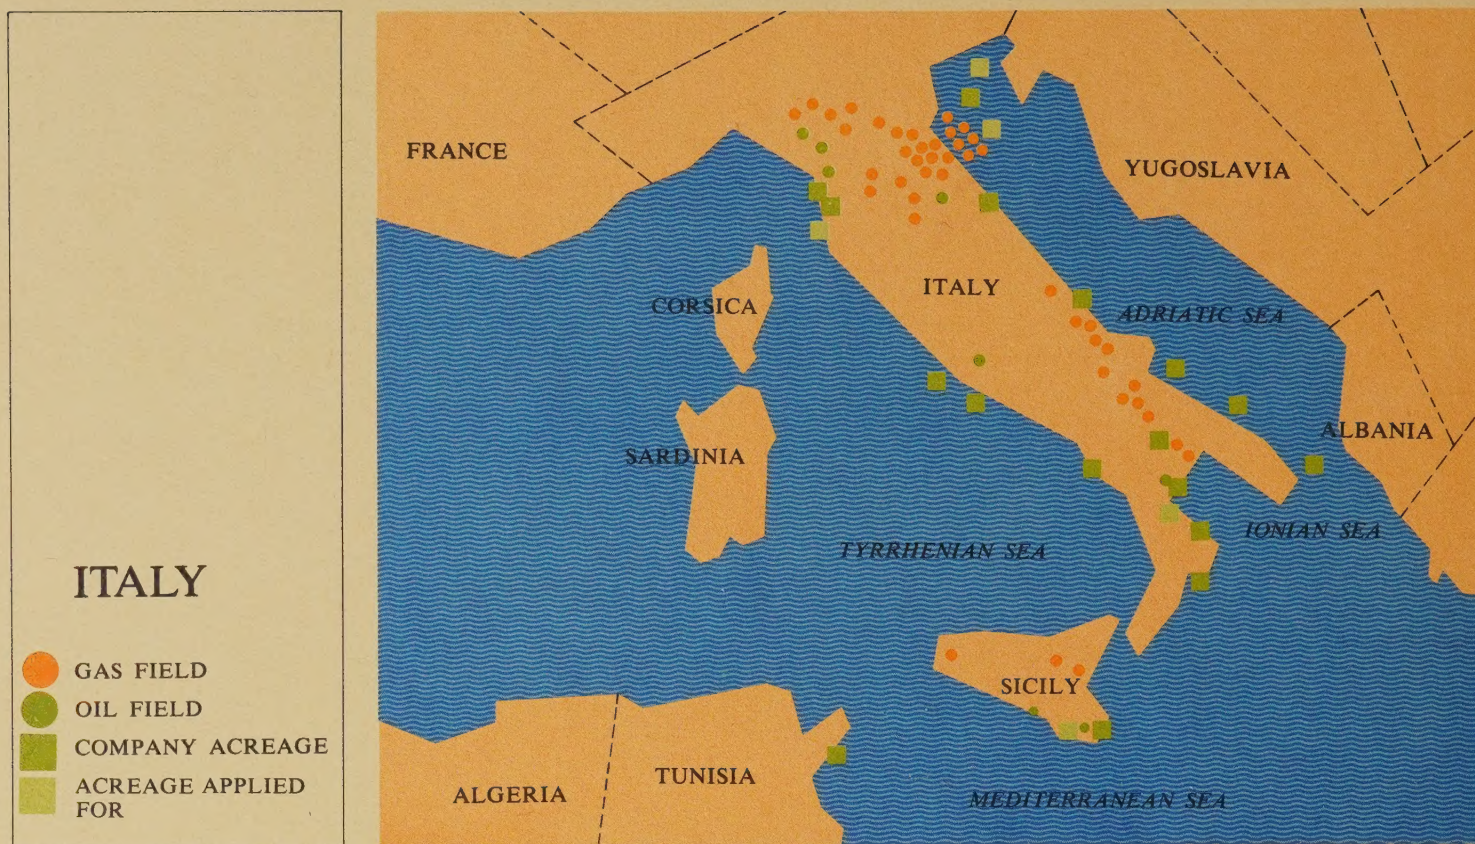 ITALY
GAS FIELD
OIL FIELD
COMPANY ACREAGE
ACREAGE APPLIED
FOR
FRANCE
YUGOSLAVIA
ITALY
CORSICA
ADRIATIC SEA
ALBANIA
SARDINIA
IONIAN SEA
TYRRHENIAN SEA
SICILY
TUNISIA
ALGERIA
MEDITERRANEAN SEA